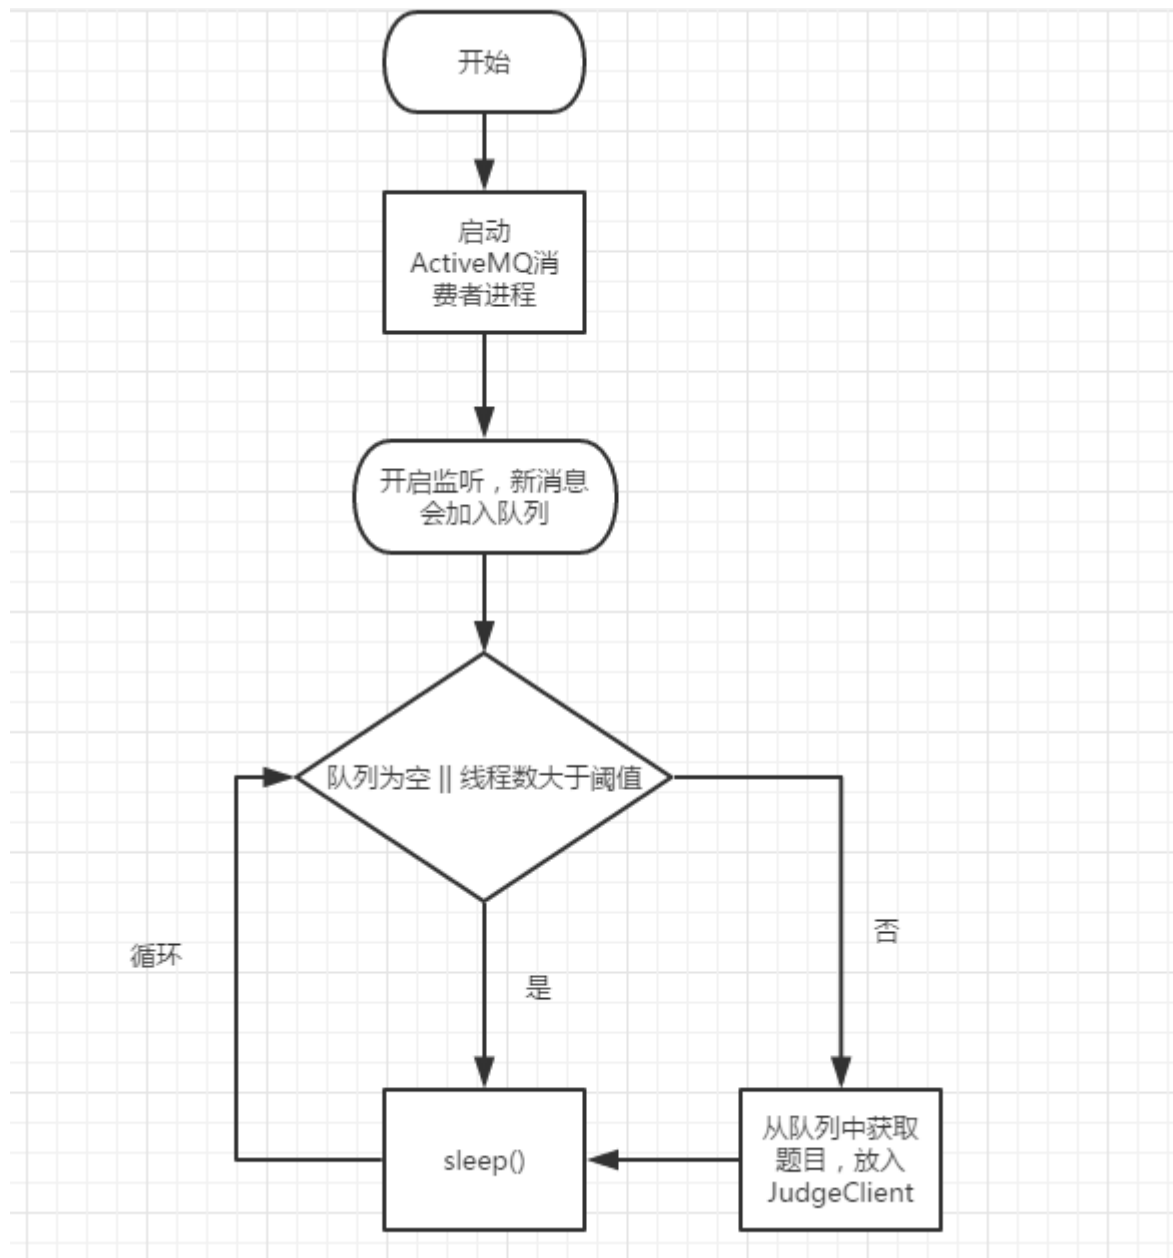 开始
启动
ActiveMQ消
费者进程
开启监听，新消息
会加入队列
队列为空 || 线程数大于阈值
否
循环
是
从队列中获取
题目，放入
JudgeClient
sleep()